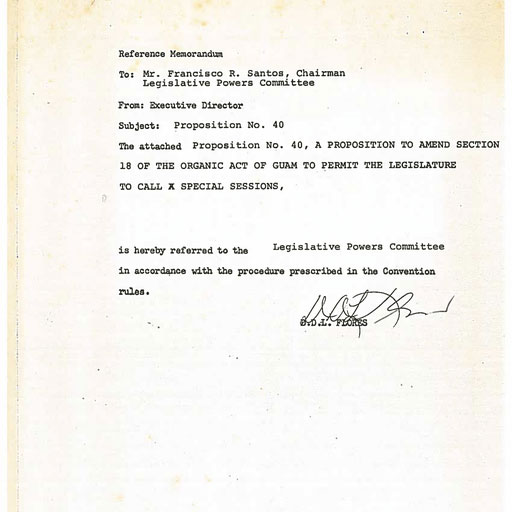 Reference Memorandum
To: Mr. Francisco R. Santos, Chairman
Legislative Powers Committee
From: Executive Director
Subject: Proposition No. 40
The attached Proposition No. 40, A PROPOSITION TO AMEND SECTION
18 OF THE ORGANIC ACT OF GUAM TO PERMIT THE LEGISLATURE
TO CALL X SPECIAL SESSIONS,
is hereby referred to the Legislative Powers Committee
in accordance with the procedure prescribed in the Convention
rules.
D.L. FLORES